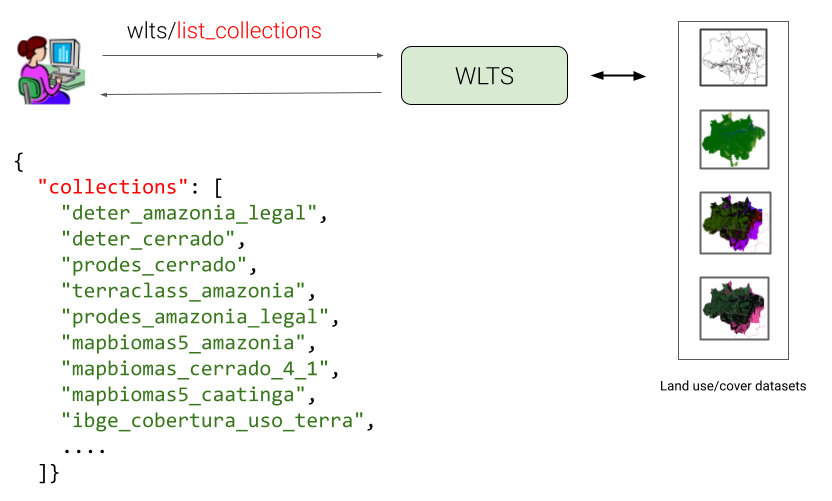 wlts/list_collections
WLTS
{
"collections": [
"deter_amazonia_legal",
"deter_cerrado",
"prodes_cerrado",
"terraclass_amazonia",
"prodes_amazonia_legal",
"mapbiomas5_amazonia",
"mapbiomas_cerrado_4_1",
"mapbiomas5_caatinga",
"ibge_cobertura_uso_terra",
....
]}
Land use/cover datasets